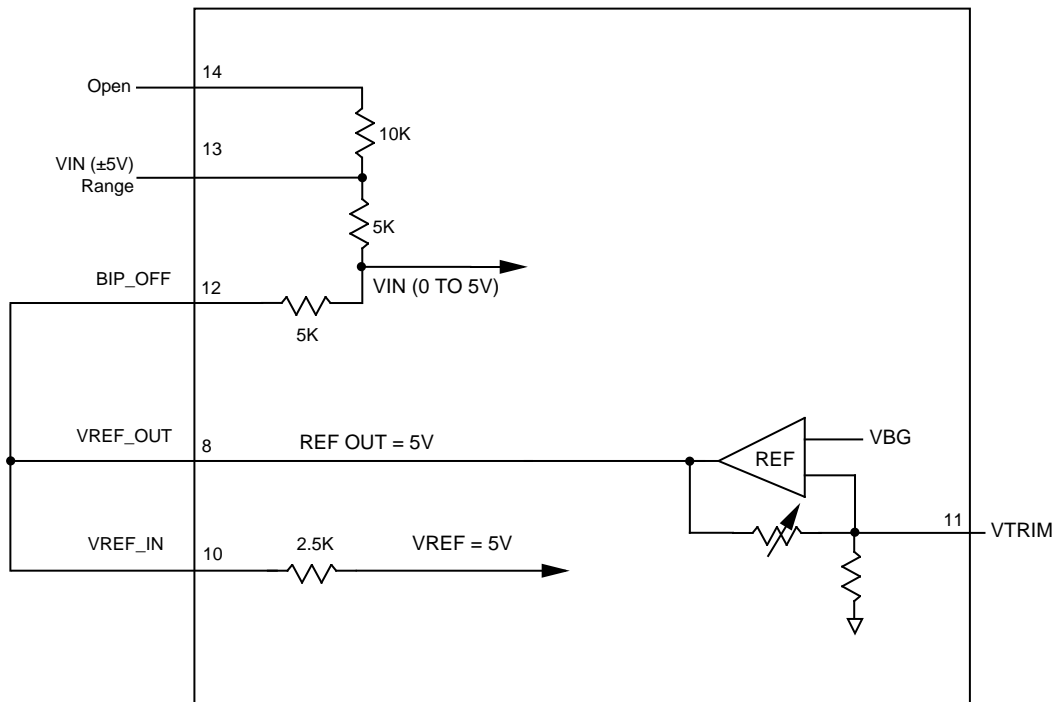 14
Open
10K
13
VIN (±5V)
Range
5K
BIP_OFF
12
VIN (0 TO 5V)
5K
VREF_OUT
8
REF OUT = 5V
REF
VBG
11
VTRIM
VREF_IN
10
2.5K
VREF = 5V